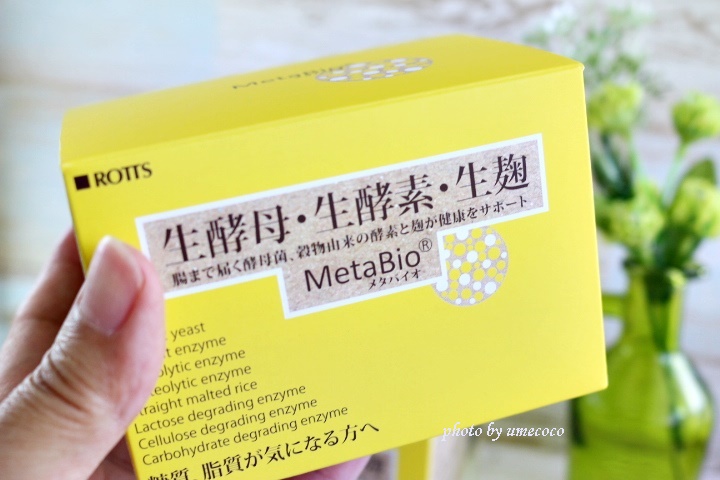 MetaBio
ROTTS
生酵母・生酵素・生麹
腸まで届く酵母菌、穀物由来の酵素と麹が健康をサポート
MetaBio®
メタバイオ
yeast
enzyme
enzyme
enzyme
malted rice
Lactose degrading enzyme
Cellulose degrading enzyme
Carbohydrate degrading enzyme
糖質、脂質が気になる方へ
photo by umecoco